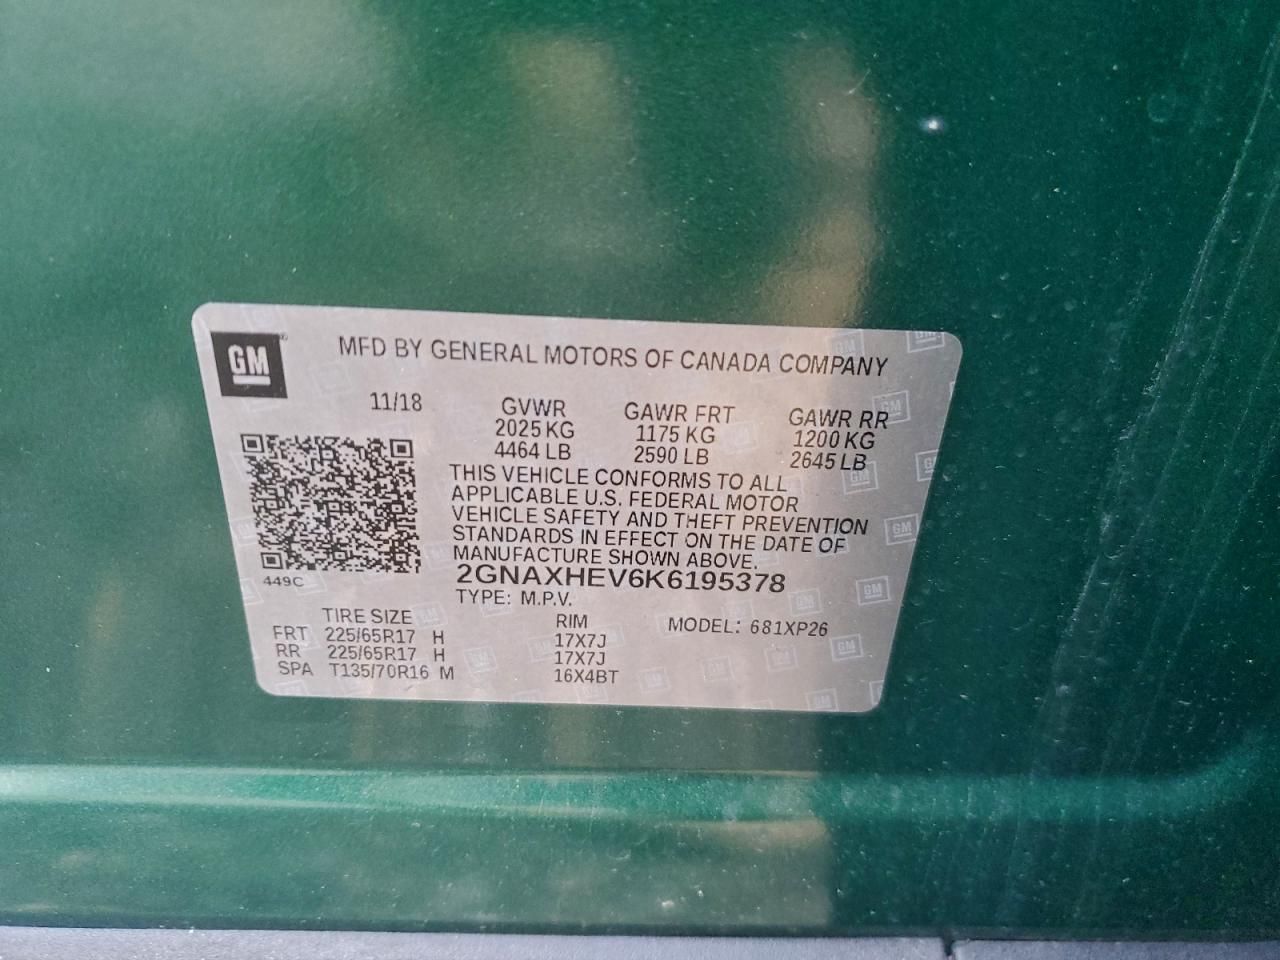 GM
MFD BY GENERAL MOTORS OF CANADA COMPANY
11/18
GVWR GAWR FRT GAWR RR
2025 KG 1175 KG 1200 KG
4464 LB 2590 LB 2645 LB
THIS VEHICLE CONFORMS TO ALL
APPLICABLE U.S. FEDERAL MOTOR
VEHICLE SAFETY AND THEFT PREVENTION
STANDARDS IN EFFECT ON THE DATE OF
MANUFACTURE SHOWN ABOVE.
449C
2GNAXHEV6K6195378
TYPE: M.P.V.
TIRE SIZE RIM MODEL: 681XP26
FRT 225/65R17 H 17X7J
RR 225/65R17 H 17X7J
SPA T135/70R16 M 16X4BT